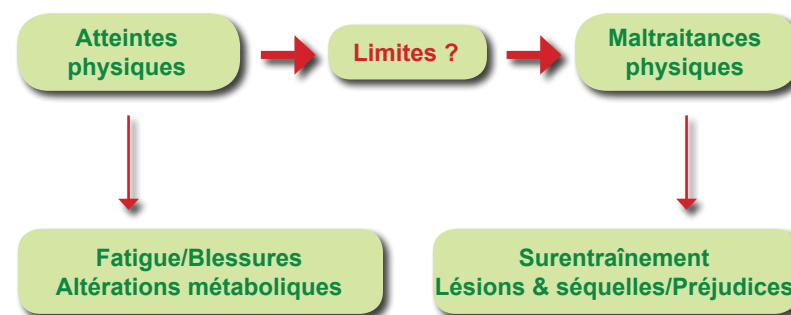 Atteintes
physiques
Limites ?
Maltraitances
physiques
Fatigue/Blessures
Altérations métaboliques
Surentraînement
Lésions & séquelles/Préjudices